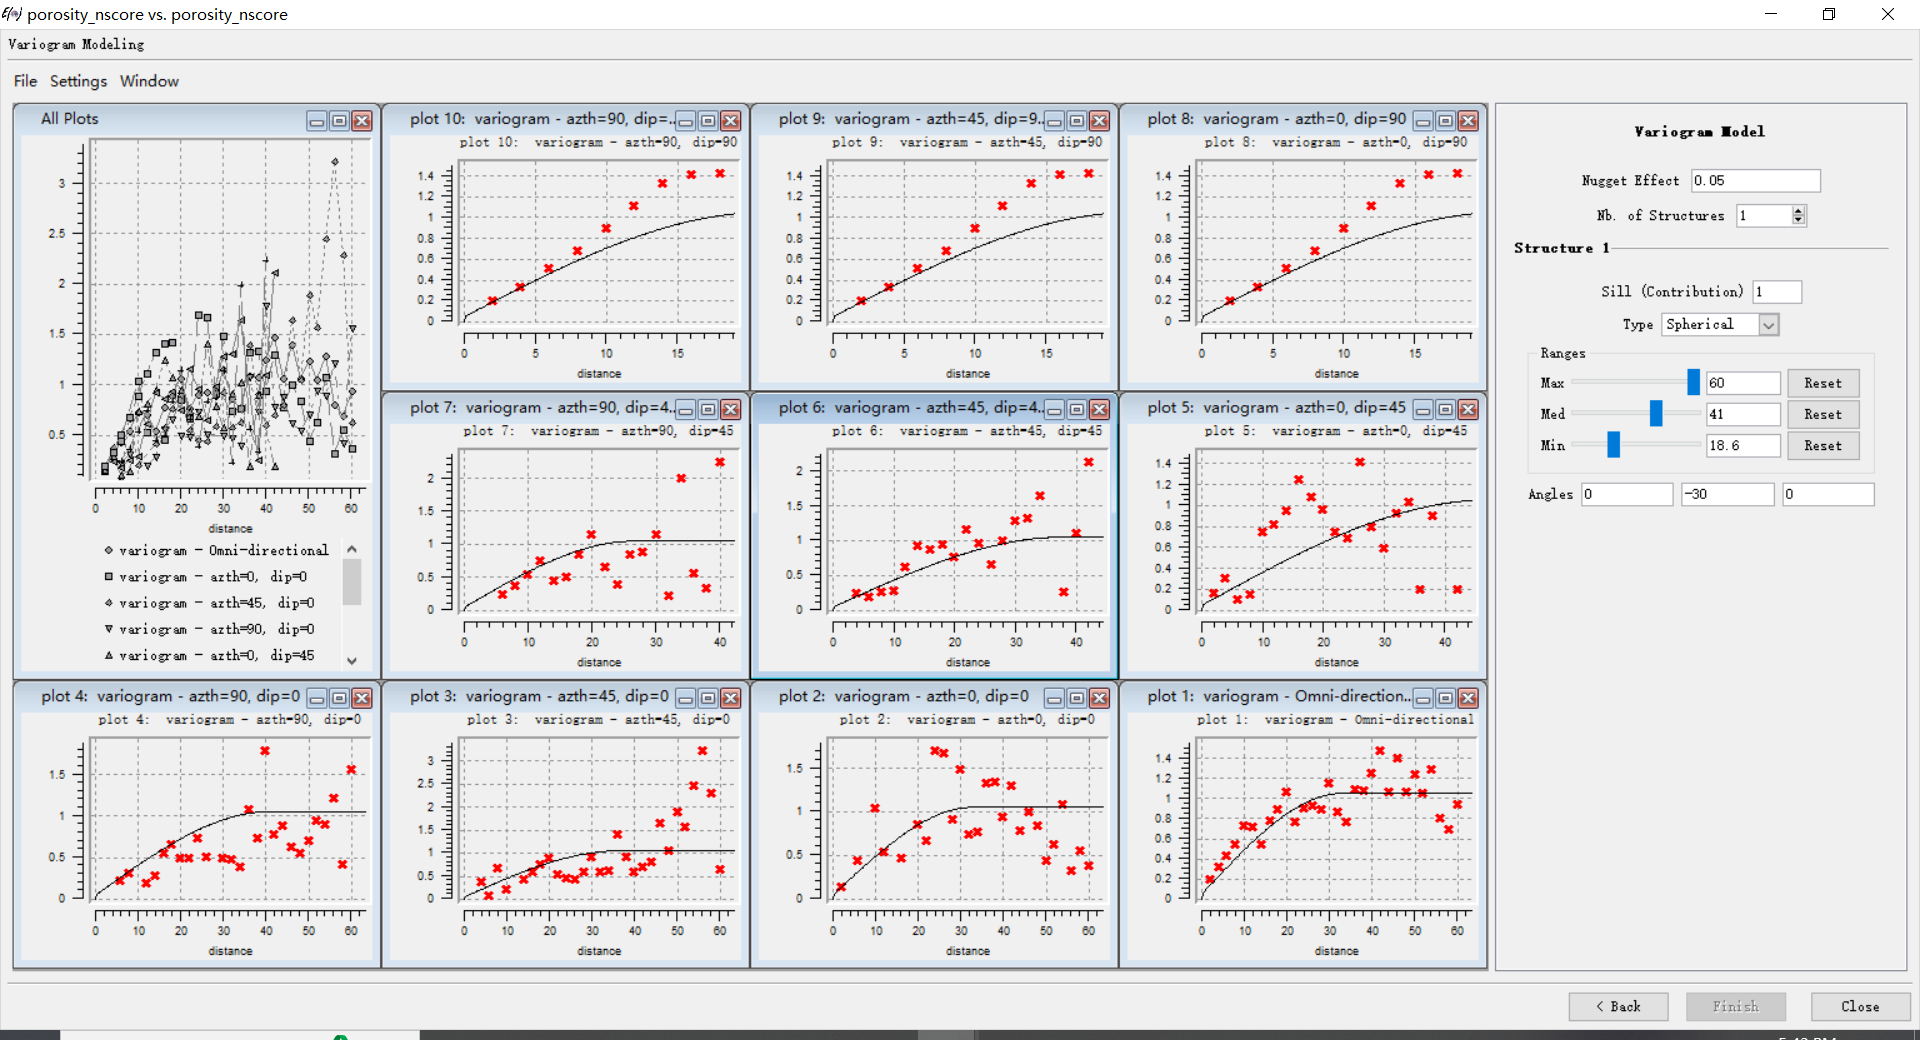 porosity_nscore vs. porosity_nscore
Variogram Modeling
File Settings Window
All Plots
3
2.5
2
1.5
1
0.5
0 10 20 30 40 50 60
distance
variogram - Omni-directional
variogram - azth=0, dip=0
variogram - azth=45, dip=0
variogram - azth=90, dip=0
variogram - azth=0, dip=45
plot 10: variogram - azth=90, dip=...
plot 10: variogram - azth=90, dip=90
1.4
1.2
1
0.8
0.6
0.4
0.2
0
0 5 10 15
distance
plot 9: variogram - azth=45, dip=9...
plot 9: variogram - azth=45, dip=90
1.4
1.2
1
0.8
0.6
0.4
0.2
0
0 5 10 15
distance
plot 8: variogram - azth=0, dip=90
plot 8: variogram - azth=0, dip=90
1.4
1.2
1
0.8
0.6
0.4
0.2
0
0 5 10 15
distance
plot 7: variogram - azth=90, dip=4...
plot 7: variogram - azth=90, dip=45
2
1.5
1
0.5
0
0 10 20 30 40
distance
plot 6: variogram - azth=45, dip=4...
plot 6: variogram - azth=45, dip=45
2
1.5
1
0.5
0
0 10 20 30 40
distance
plot 5: variogram - azth=0, dip=45
plot 5: variogram - azth=0, dip=45
1.4
1.2
1
0.8
0.6
0.4
0.2
0
0 10 20 30 40
distance
plot 4: variogram - azth=90, dip=0
plot 4: variogram - azth=90, dip=0
1.5
1
0.5
0
0 10 20 30 40 50 60
distance
plot 3: variogram - azth=45, dip=0
plot 3: variogram - azth=45, dip=0
3
2.5
2
1.5
1
0.5
0
0 10 20 30 40 50 60
distance
plot 2: variogram - azth=0, dip=0
plot 2: variogram - azth=0, dip=0
1.5
1
0.5
0
0 10 20 30 40 50 60
distance
plot 1: variogram - Omni-direction...
plot 1: variogram - Omni-directional
1.4
1.2
1
0.8
0.6
0.4
0.2
0
0 10 20 30 40 50 60
distance
Variogram Model
Nugget Effect 0.05
Nb. of Structures 1
Structure 1
Sill (Contribution) 1
Type Spherical
Ranges
Max 60 Reset
Med 41 Reset
Min 18.6 Reset
Angles 0 -30 0
< Back Finish Close